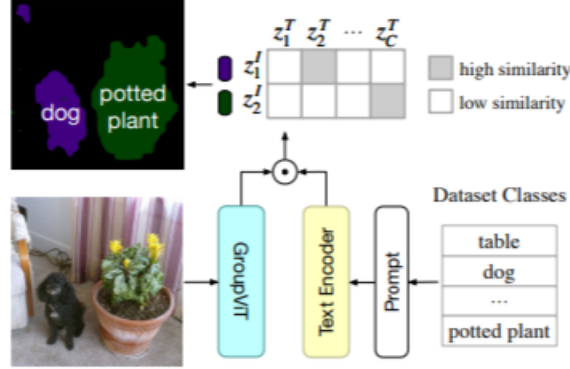 z_1^T z_2^T ... z_C^T
z_1^I
z_2^I
high similarity
low similarity
dog
potted
plant
Dataset Classes
GroupViT
Text Encoder
Prompt
table
dog
...
potted plant